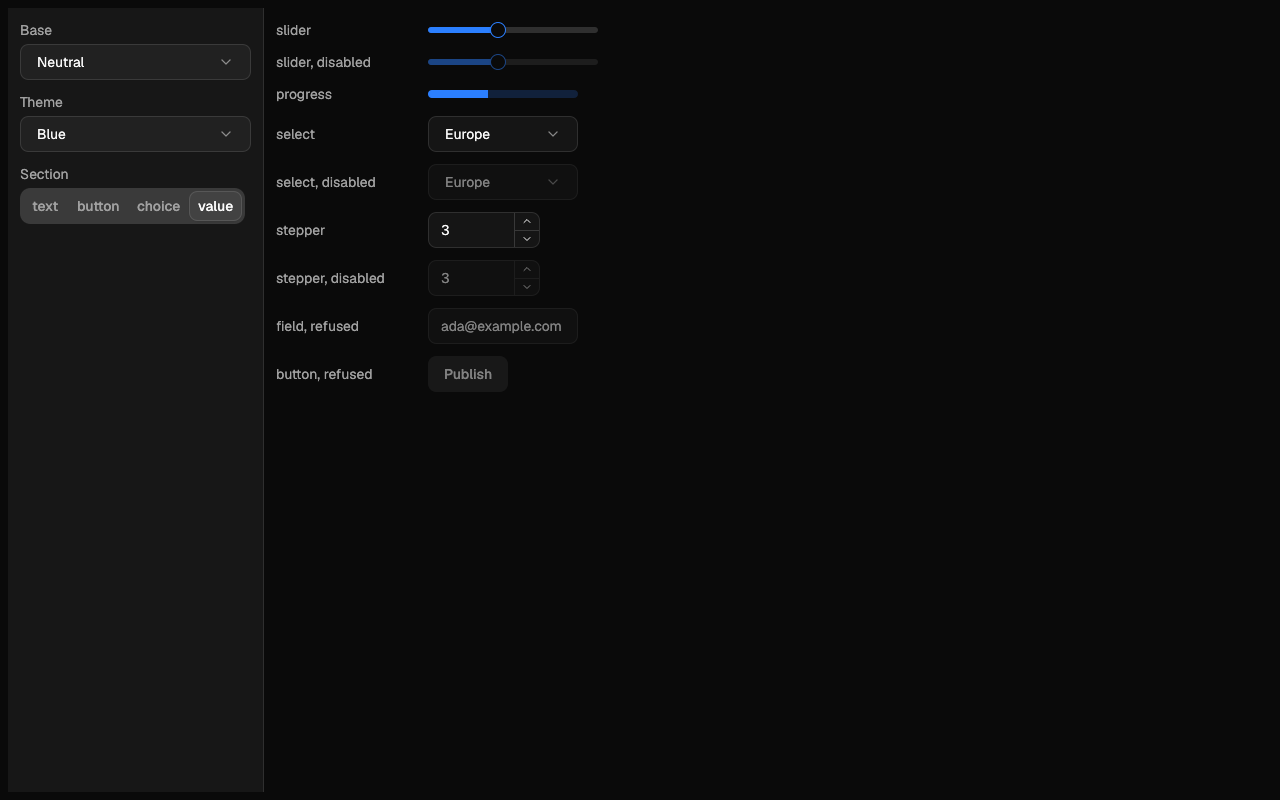 Base
Neutral
Theme
Blue
Section
text button choice value
slider
slider, disabled
progress
select Europe
select, disabled Europe
stepper 3
stepper, disabled 3
field, refused ada@example.com
button, refused Publish